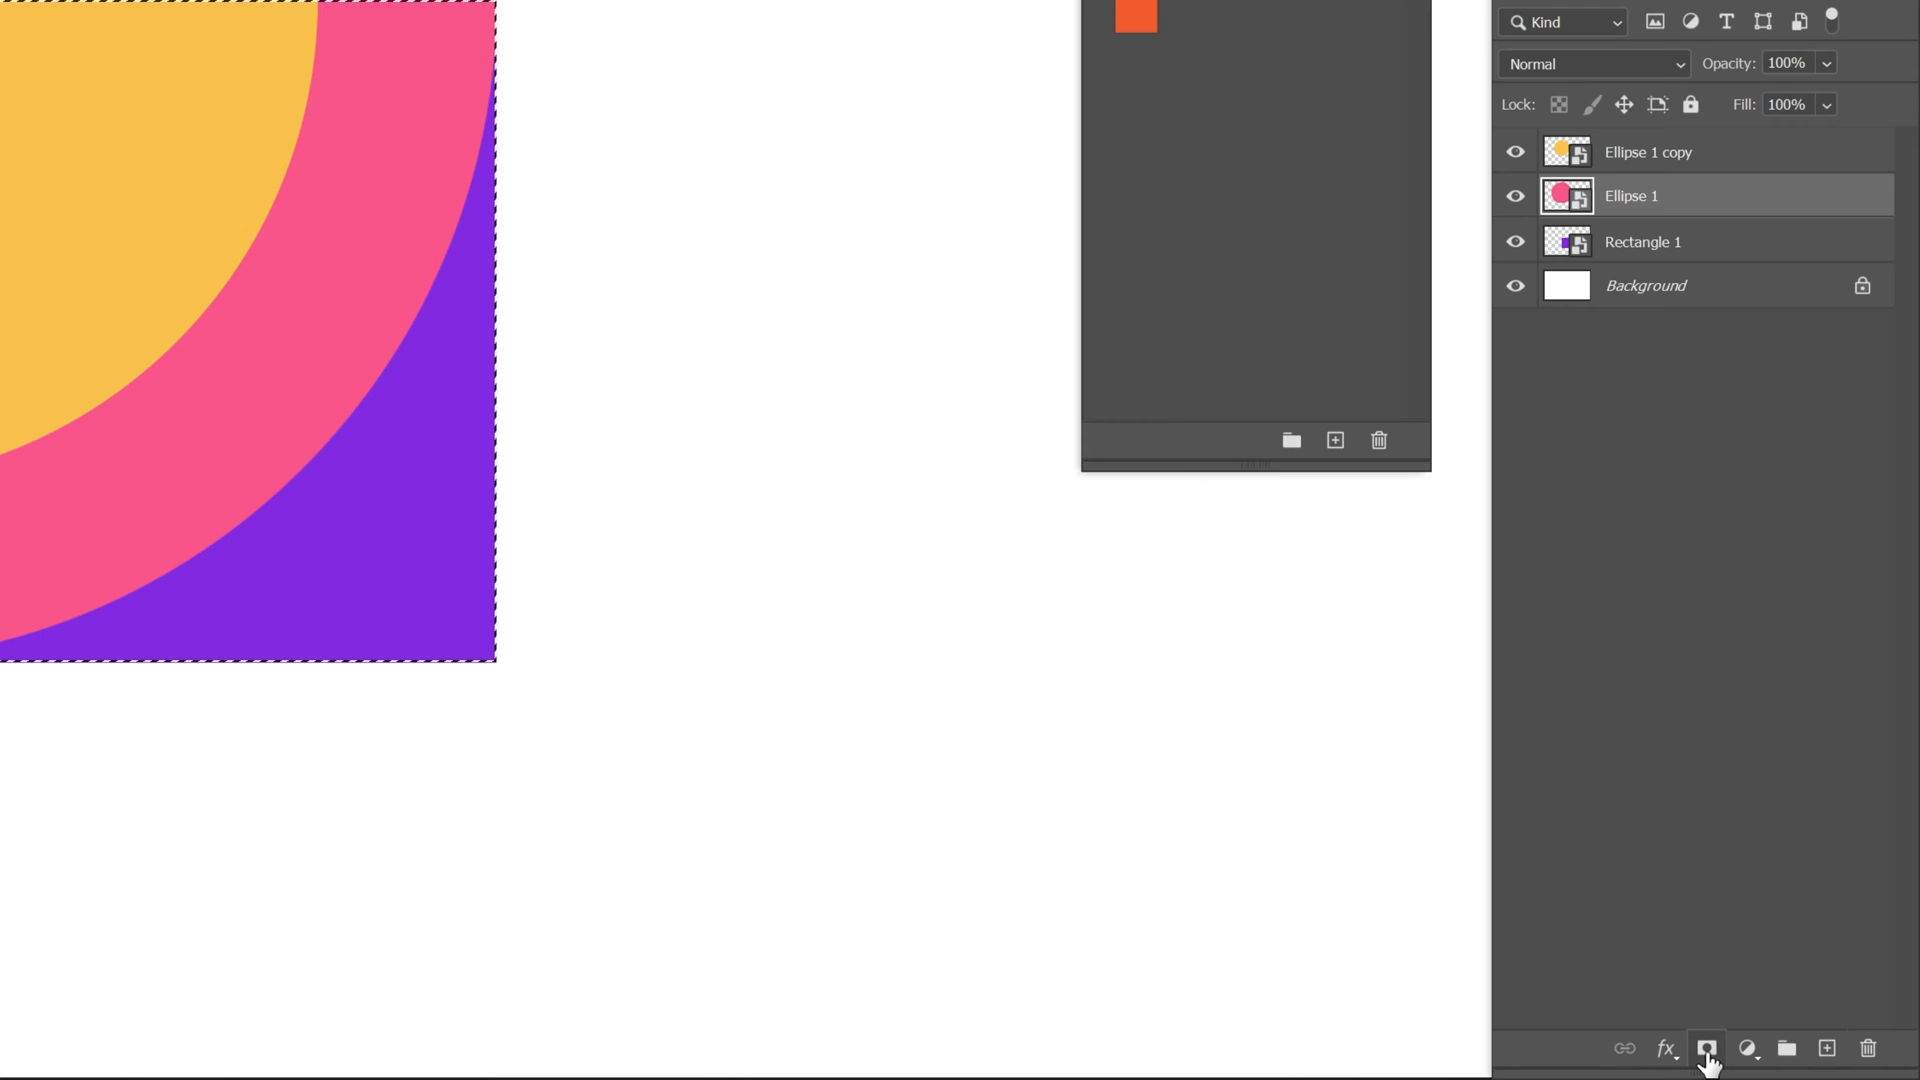 Kind
Normal Opacity: 100%
Lock: Fill: 100%
Ellipse 1 copy
Ellipse 1
Rectangle 1
Background
fx